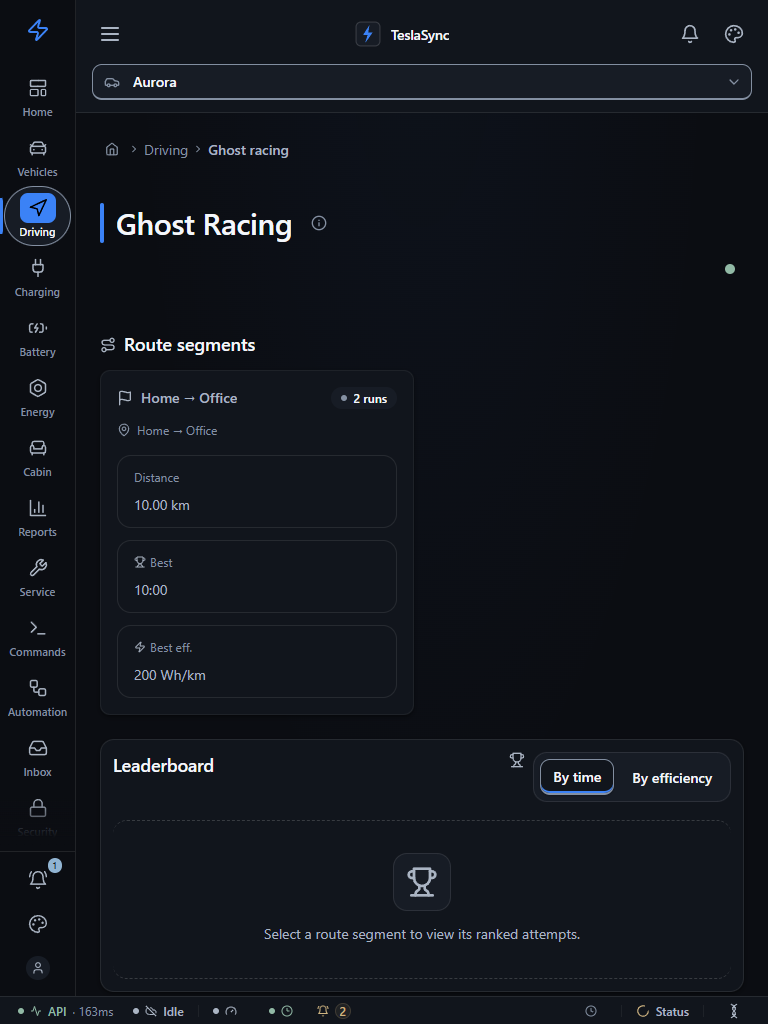 TeslaSync
Aurora
Home
Vehicles
Driving
Charging
Battery
Energy
Cabin
Reports
Service
Commands
Automation
Inbox
Security
1
Driving
Ghost racing
Ghost Racing
Route segments
Home → Office
2 runs
Home → Office
Distance
10.00 km
Best
10:00
Best eff.
200 Wh/km
Leaderboard
By time
By efficiency
Select a route segment to view its ranked attempts.
API · 163ms
Idle
2
Status